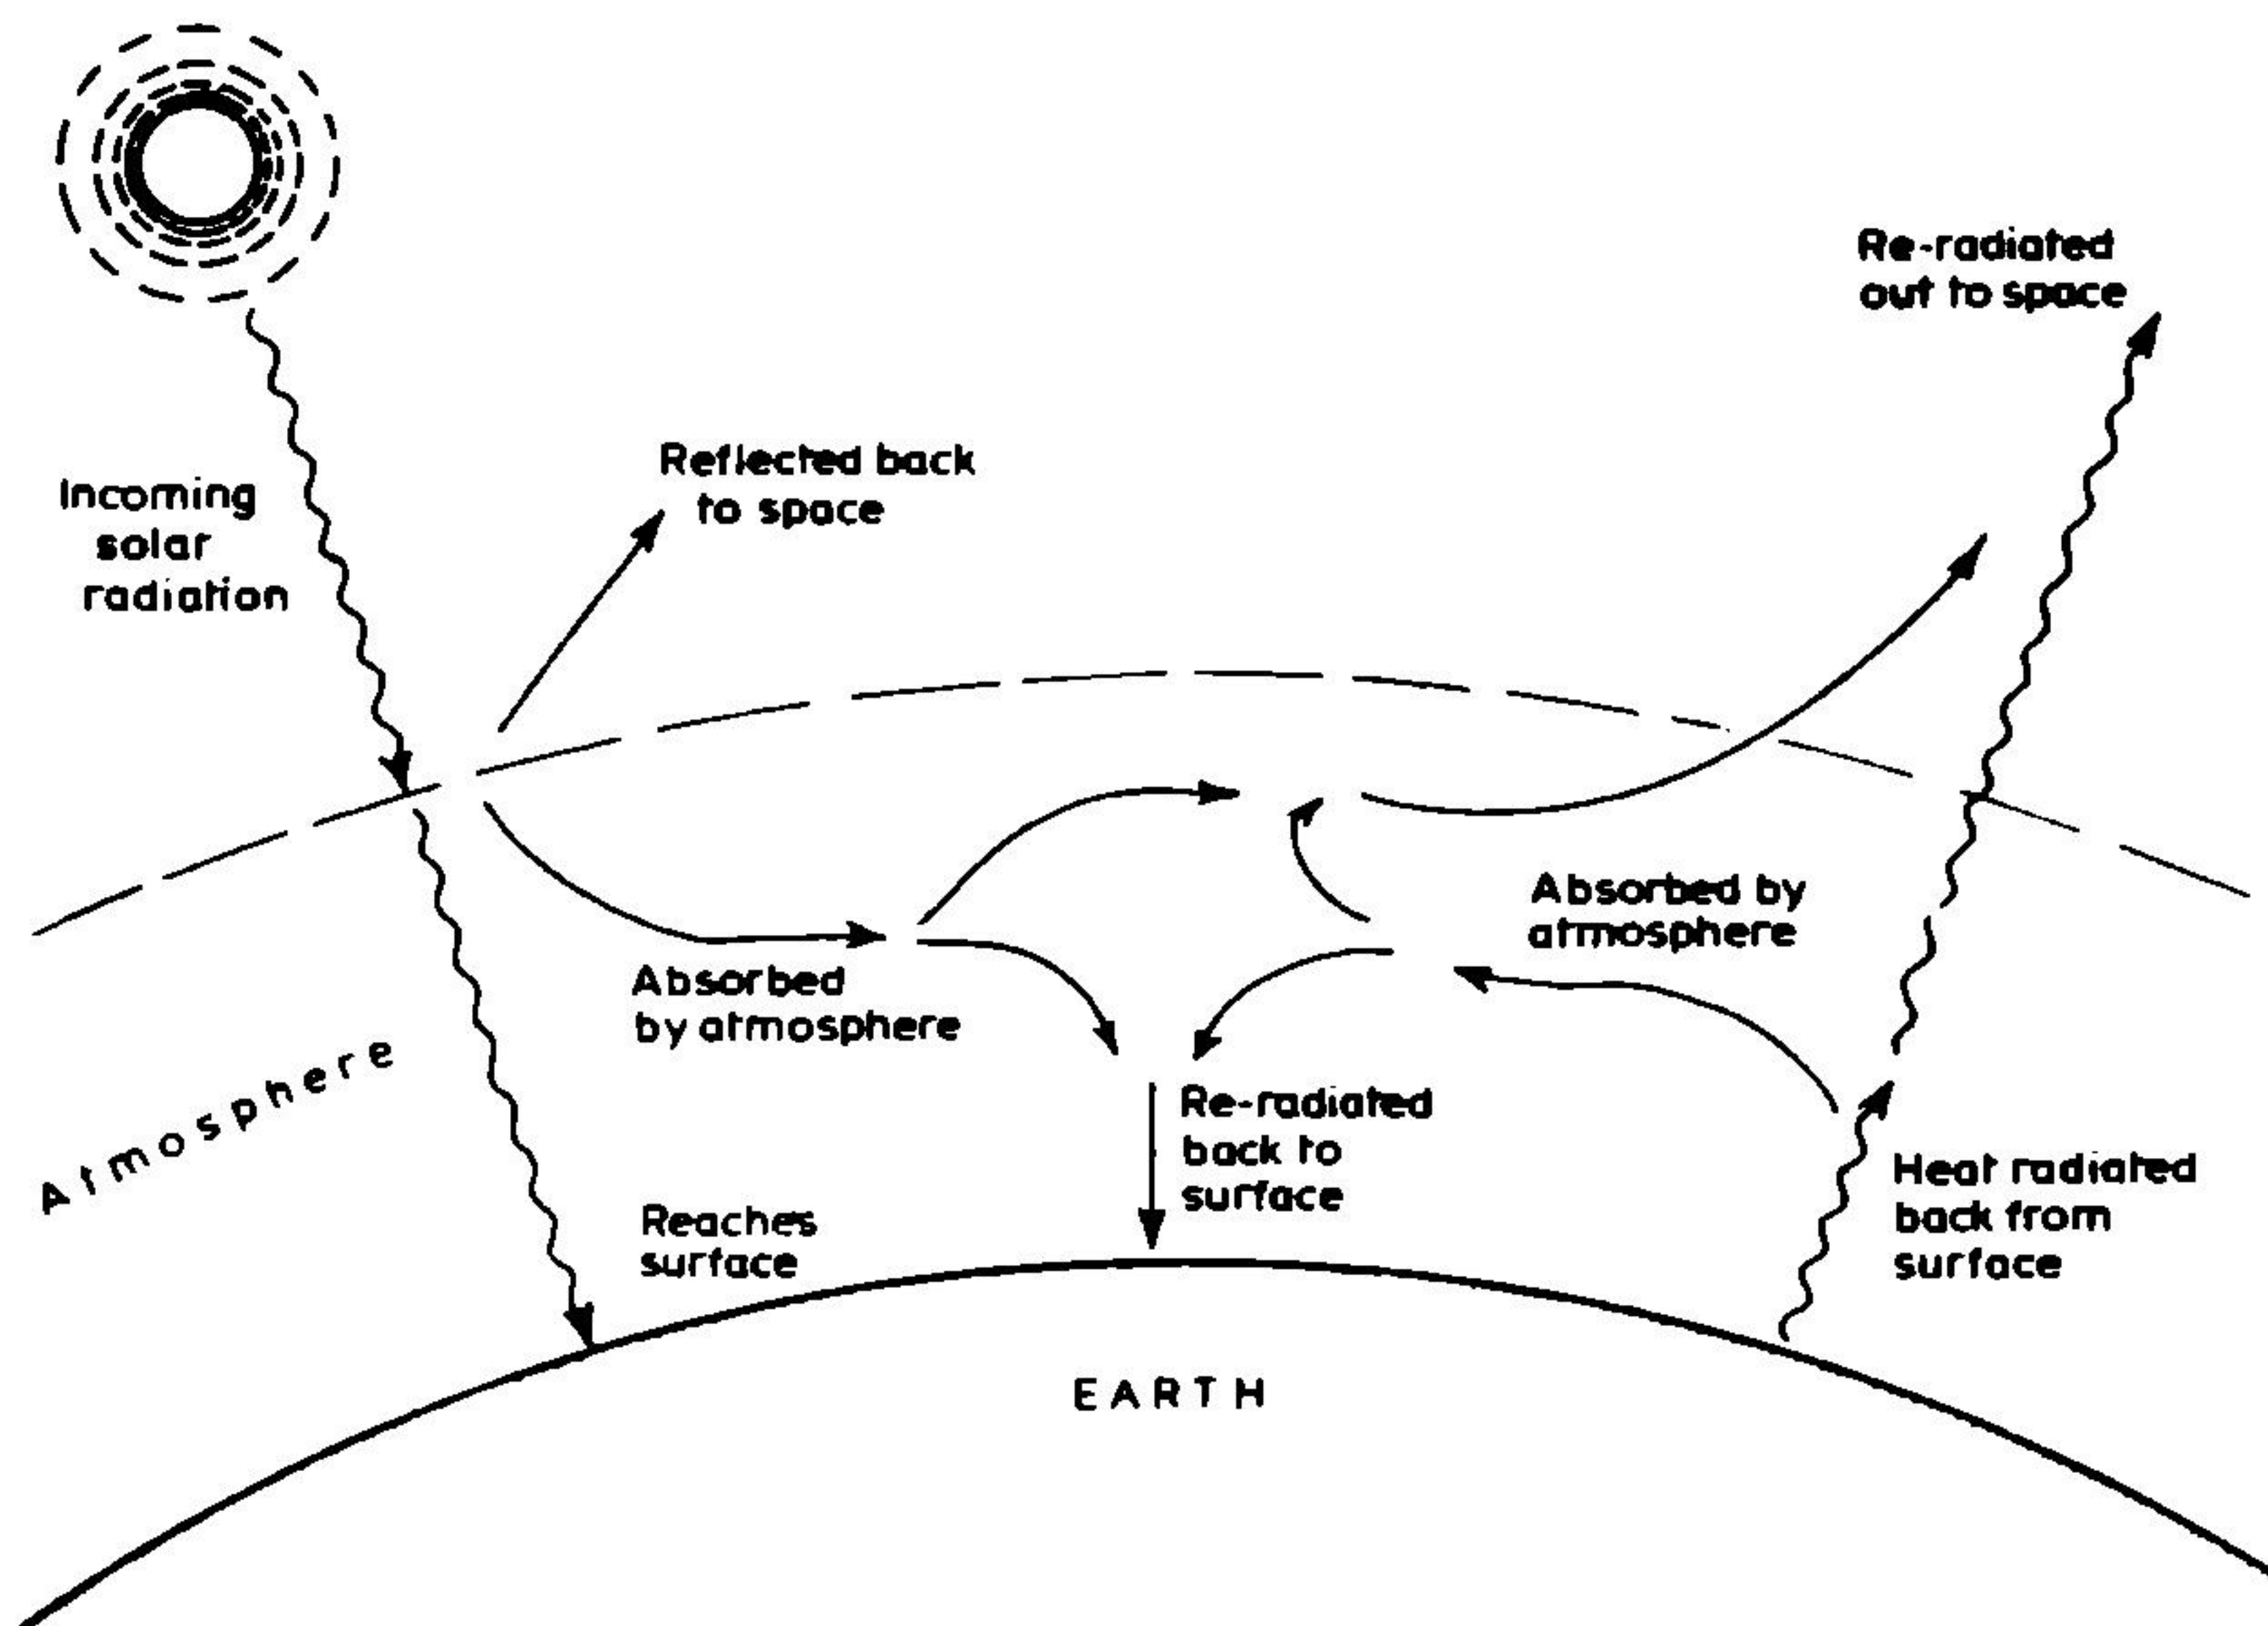 Re-radiated
out to space
Reflected back
to space
Incoming
solar
radiation
Absorbed by
atmosphere
Absorbed
by atmosphere
Atmosphere
Re-radiated
back to
surface
Heat radiated
back from
surface
Reaches
surface
EARTH